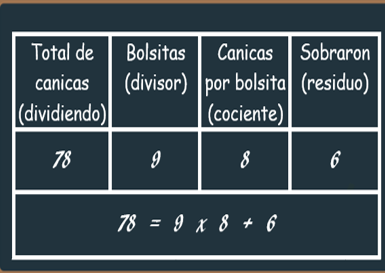 Total de canicas (dividiendo)
Bolsitas (divisor)
Canicas por bolsita (cociente)
Sobraron (residuo)
78
9
8
6
78 = 9 x 8 + 6